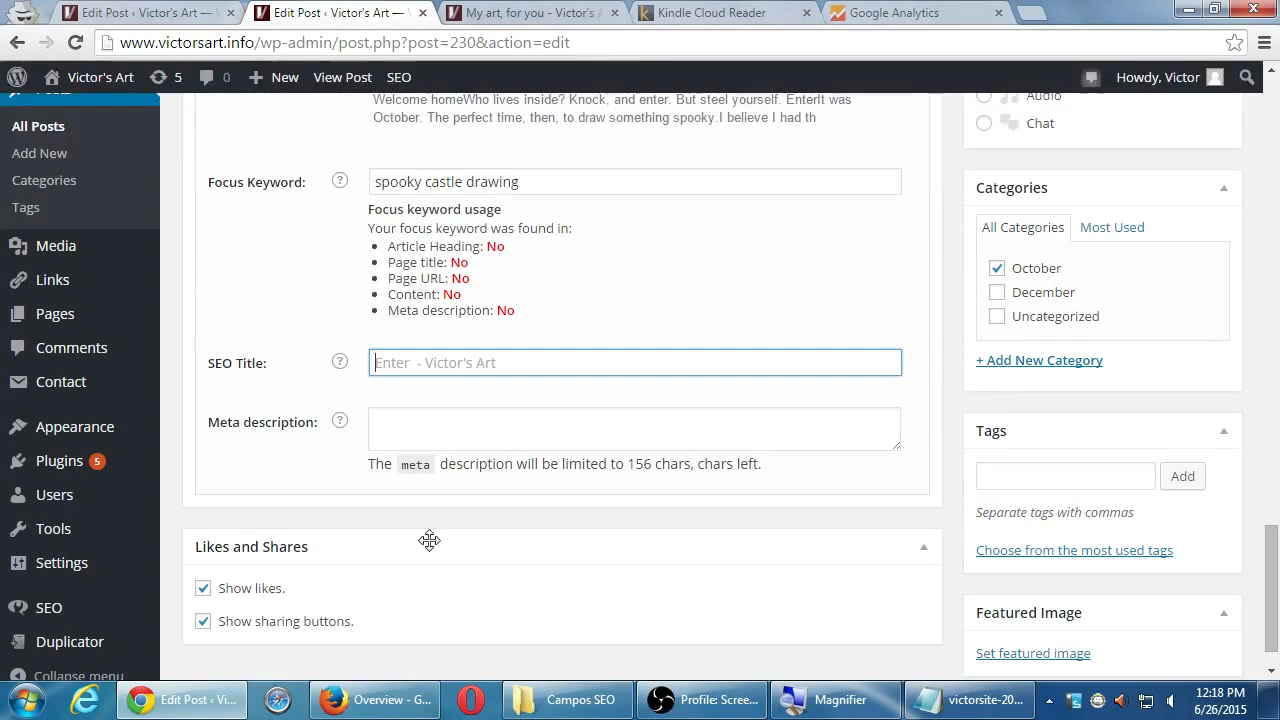 Edit Post ‹ Victor's Art —
Edit Post ‹ Victor's Art —
My art, for you - Victor's A
Kindle Cloud Reader
Google Analytics
www.victorsart.info/wp-admin/post.php?post=230&action=edit
Victor's Art
5
0
New
View Post
SEO
Howdy, Victor
All Posts
Add New
Categories
Tags
Media
Links
Pages
Comments
Contact
Appearance
Plugins 5
Users
Tools
Settings
SEO
Duplicator
Collapse menu
Welcome homeWho lives inside? Knock, and enter. But steel yourself. EnterIt was
October. The perfect time, then, to draw something spooky.I believe I had th
Focus Keyword: ? spooky castle drawing
Focus keyword usage
Your focus keyword was found in:
• Article Heading: No
• Page title: No
• Page URL: No
• Content: No
• Meta description: No
SEO Title: ? Enter - Victor's Art
Meta description: ?
The meta description will be limited to 156 chars, chars left.
Likes and Shares
Show likes.
Show sharing buttons.
Audio
Chat
Categories
All Categories
Most Used
October
December
Uncategorized
+ Add New Category
Tags
Add
Separate tags with commas
Choose from the most used tags
Featured Image
Set featured image
Edit Post ‹ Vi...
Overview - G...
Campos SEO
Profile: Scree...
Magnifier
victorsite-20...
12:18 PM
6/26/2015